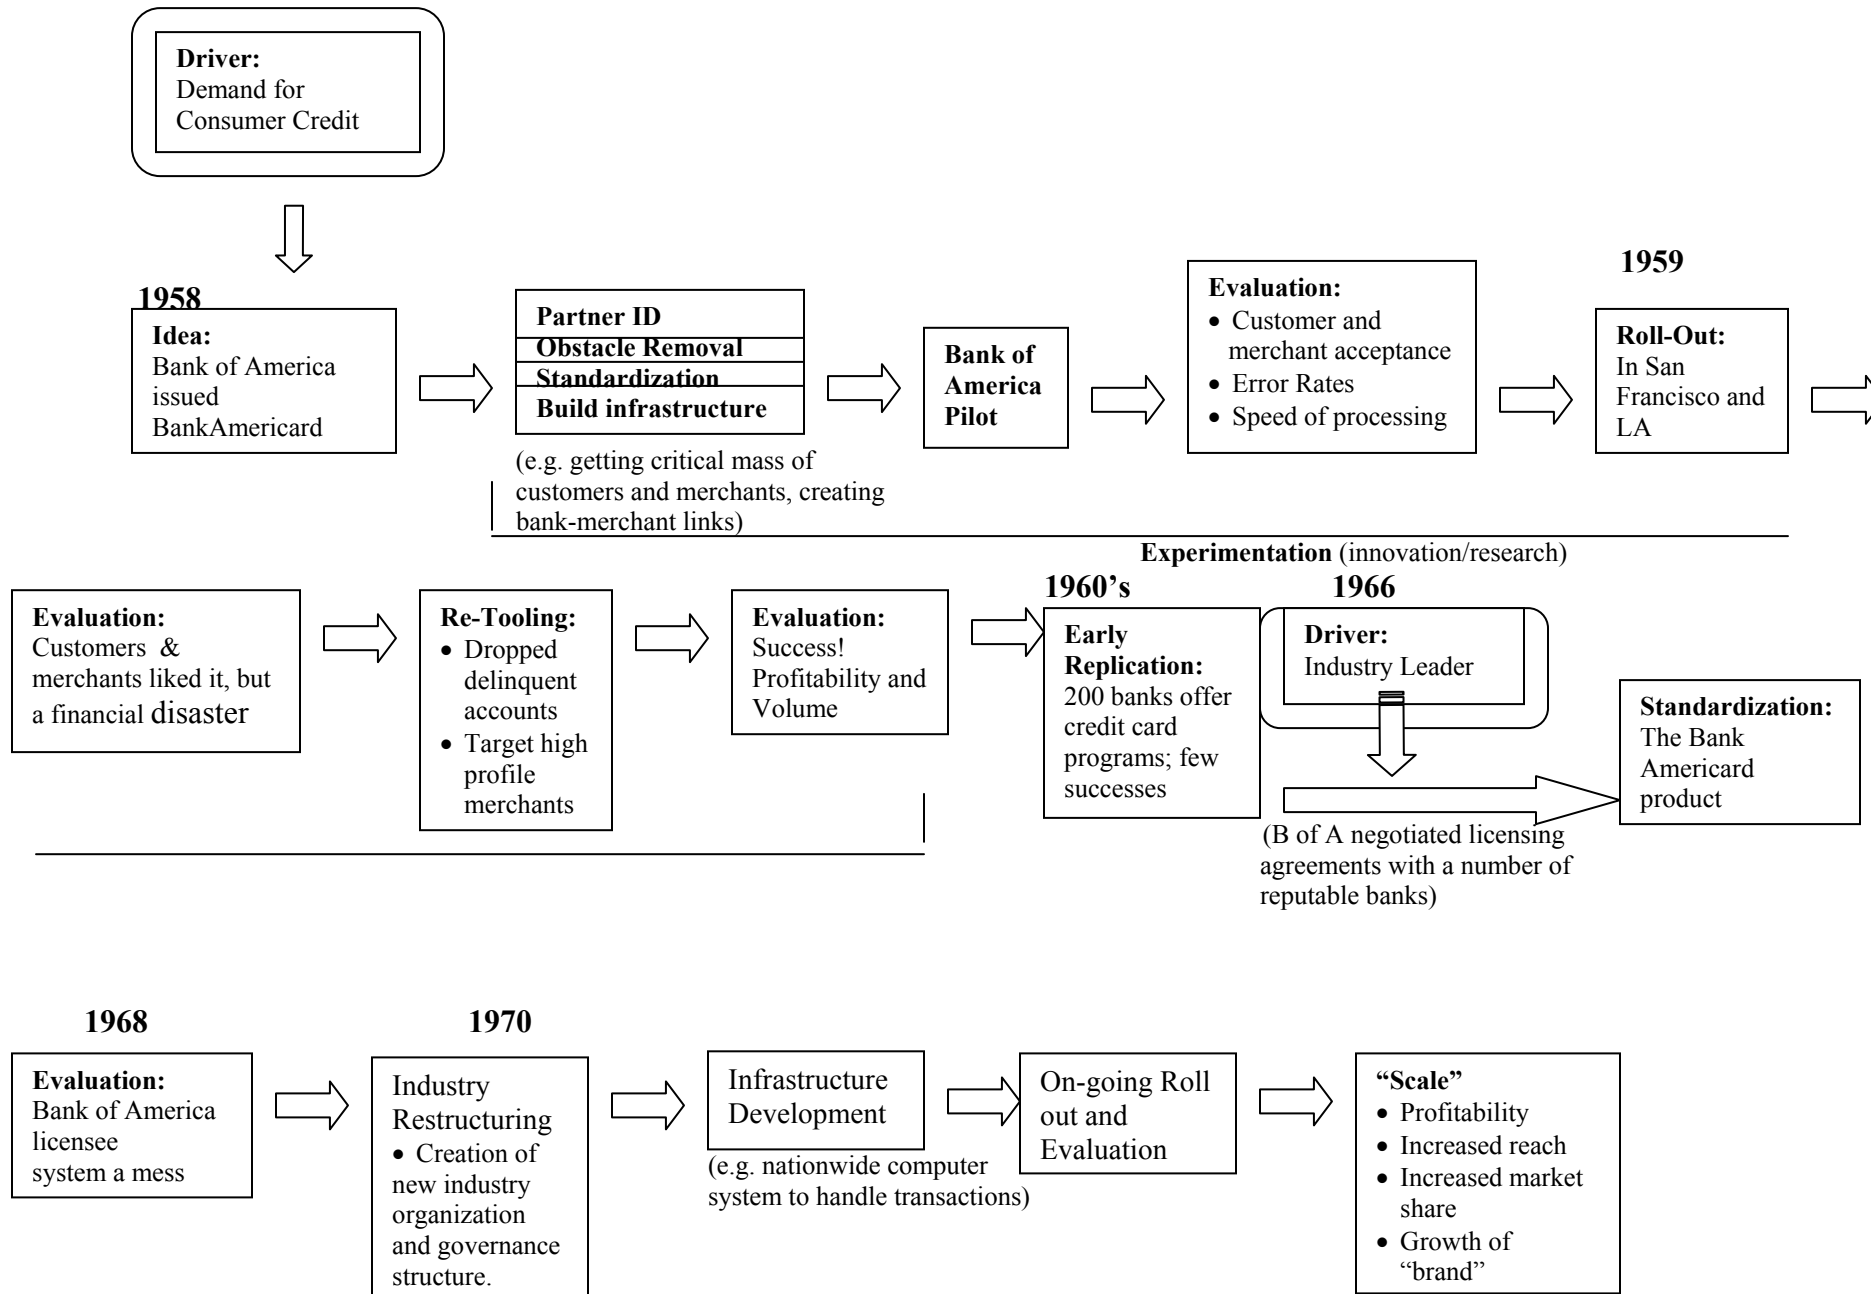 Driver:
Demand for
Consumer Credit
1958
Idea:
Bank of America
issued
BankAmericard
Partner ID
Obstacle Removal
Standardization
Build infrastructure
(e.g. getting critical mass of
customers and merchants, creating
bank-merchant links)
Bank of
America
Pilot
Evaluation:
• Customer and
merchant acceptance
• Error Rates
• Speed of processing
1959
Roll-Out:
In San
Francisco and
LA
Experimentation (innovation/research)
Evaluation:
Customers &
merchants liked it, but
a financial disaster
Re-Tooling:
• Dropped
delinquent
accounts
• Target high
profile
merchants
Evaluation:
Success!
Profitability and
Volume
1960's
Early
Replication:
200 banks offer
credit card
programs; few
successes
1966
Driver:
Industry Leader
(B of A negotiated licensing
agreements with a number of
reputable banks)
Standardization:
The Bank
Americard
product
1968
Evaluation:
Bank of America
licensee
system a mess
1970
Industry
Restructuring
• Creation of
new industry
organization
and governance
structure.
Infrastructure
Development
(e.g. nationwide computer
system to handle transactions)
On-going Roll
out and
Evaluation
“Scale”
• Profitability
• Increased reach
• Increased market
share
• Growth of
“brand”